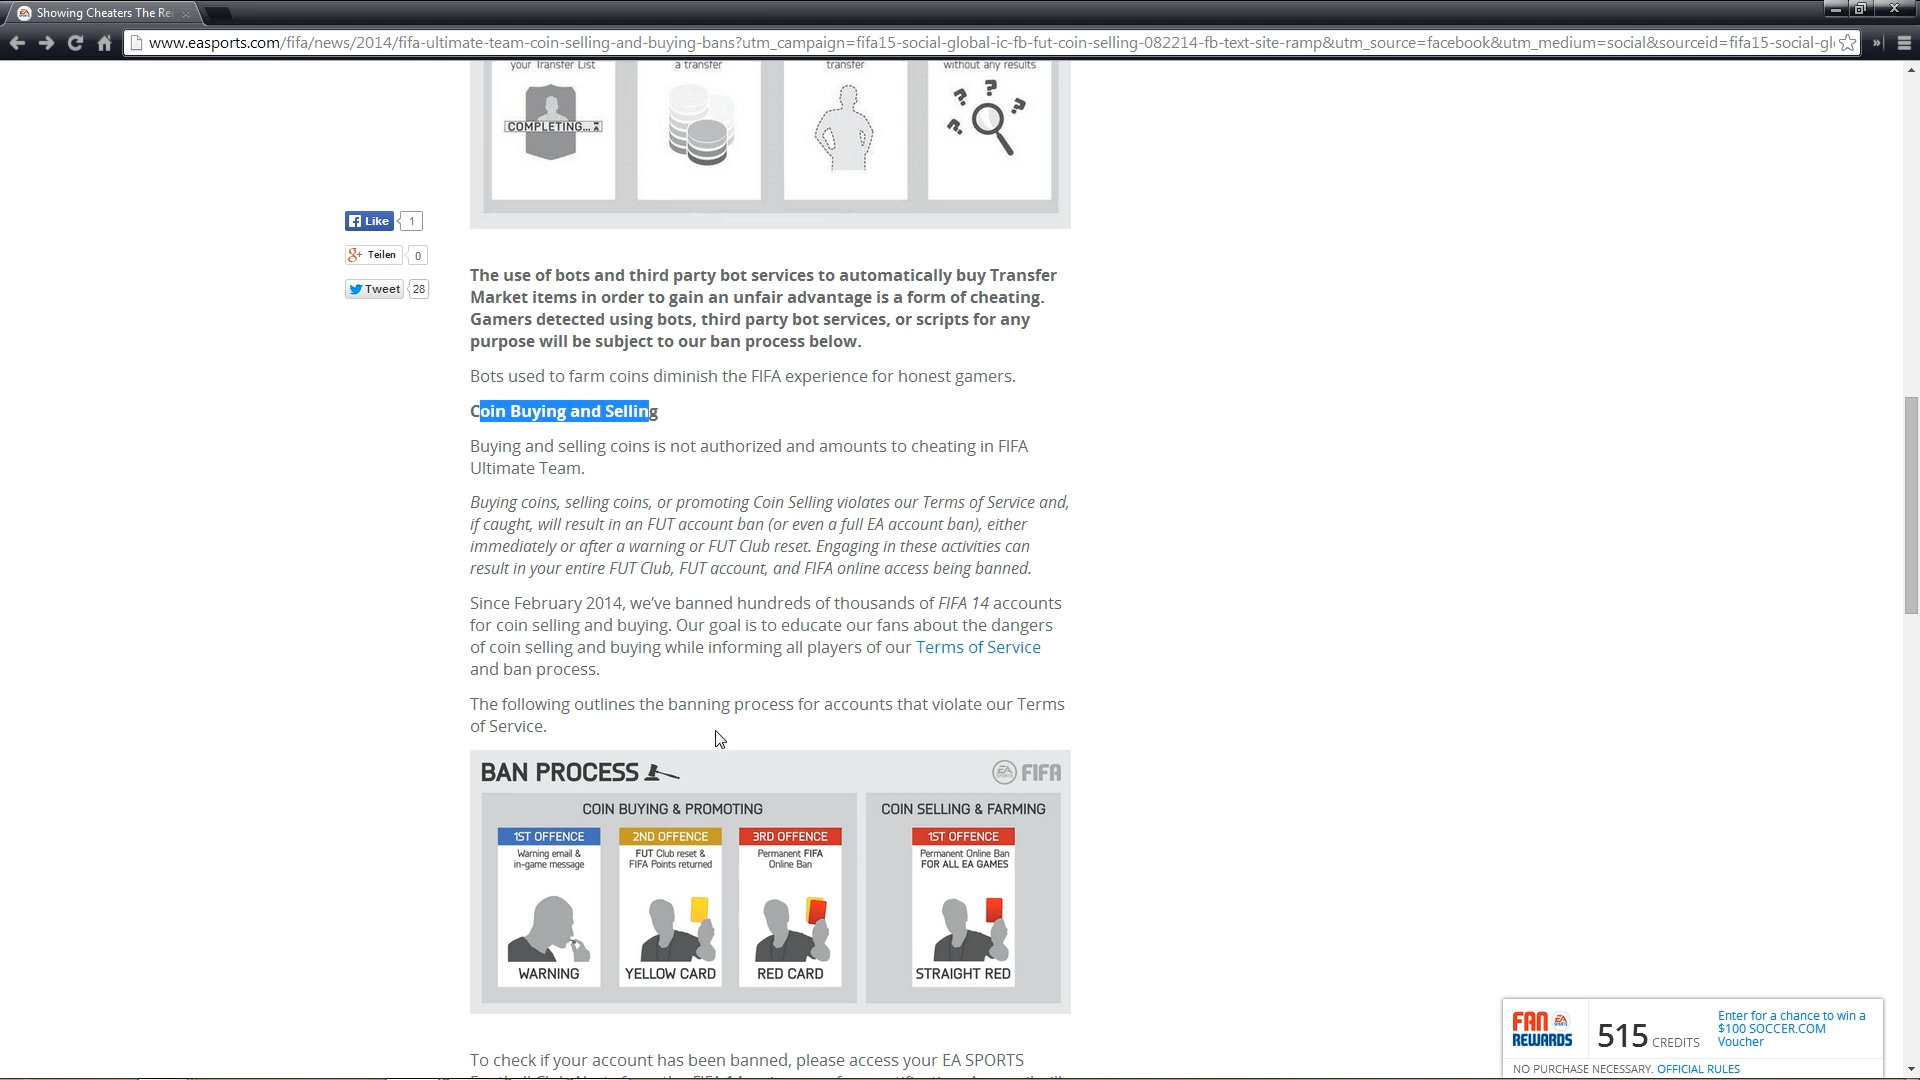 Showing Cheaters The Re
www.easports.com/fifa/news/2014/fifa-ultimate-team-coin-selling-and-buying-bans?utm_campaign=fifa15-social-global-ic-fb-fut-coin-selling-082214-fb-text-site-ramp&utm_source=facebook&utm_medium=social&sourceid=fifa15-social-gl
your Transfer List
a transfer
transfer
without any results
COMPLETING...
? ? ? ?
Like 1
Teilen 0
Tweet 28
The use of bots and third party bot services to automatically buy Transfer
Market items in order to gain an unfair advantage is a form of cheating.
Gamers detected using bots, third party bot services, or scripts for any
purpose will be subject to our ban process below.
Bots used to farm coins diminish the FIFA experience for honest gamers.
Coin Buying and Selling
Buying and selling coins is not authorized and amounts to cheating in FIFA
Ultimate Team.
Buying coins, selling coins, or promoting Coin Selling violates our Terms of Service and,
if caught, will result in an FUT account ban (or even a full EA account ban), either
immediately or after a warning or FUT Club reset. Engaging in these activities can
result in your entire FUT Club, FUT account, and FIFA online access being banned.
Since February 2014, we've banned hundreds of thousands of FIFA 14 accounts
for coin selling and buying. Our goal is to educate our fans about the dangers
of coin selling and buying while informing all players of our Terms of Service
and ban process.
The following outlines the banning process for accounts that violate our Terms
of Service.
BAN PROCESS
EA SPORTS FIFA
COIN BUYING & PROMOTING
1ST OFFENCE
Warning email &
in-game message
WARNING
2ND OFFENCE
FUT Club reset &
FIFA Points returned
YELLOW CARD
3RD OFFENCE
Permanent FIFA
Online Ban
RED CARD
COIN SELLING & FARMING
1ST OFFENCE
Permanent Online Ban
FOR ALL EA GAMES
STRAIGHT RED
To check if your account has been banned, please access your EA SPORTS
FAN
REWARDS
515 CREDITS
Enter for a chance to win a
$100 SOCCER.COM
Voucher
NO PURCHASE NECESSARY. OFFICIAL RULES